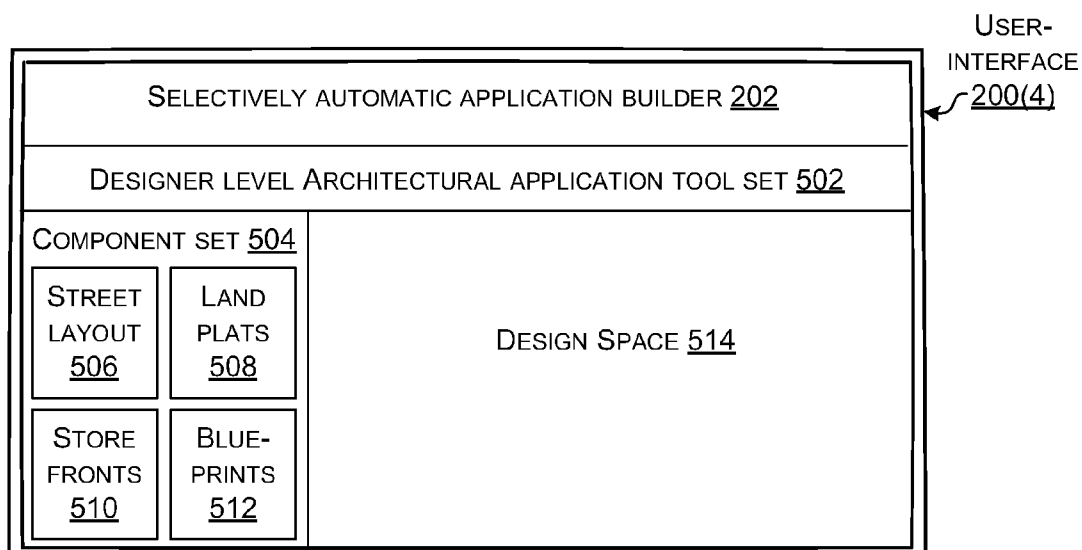 USER-
INTERFACE
200(4)
SELECTIVELY AUTOMATIC APPLICATION BUILDER 202
DESIGNER LEVEL ARCHITECTURAL APPLICATION TOOL SET 502
COMPONENT SET 504
STREET
LAYOUT
506
LAND
PLATS
508
STORE
FRONTS
510
BLUE-
PRINTS
512
DESIGN SPACE 514